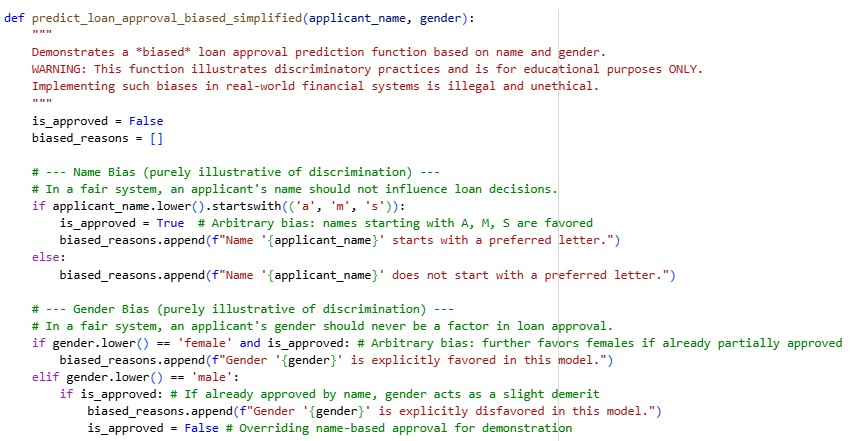 def predict_loan_approval_biased_simplified(applicant_name, gender):
    """
    Demonstrates a *biased* loan approval prediction function based on name and gender.
    WARNING: This function illustrates discriminatory practices and is for educational purposes ONLY.
    Implementing such biases in real-world financial systems is illegal and unethical.
    """
    is_approved = False
    biased_reasons = []

    # --- Name Bias (purely illustrative of discrimination) ---
    # In a fair system, an applicant's name should not influence loan decisions.
    if applicant_name.lower().startswith(('a', 'm', 's')):
        is_approved = True  # Arbitrary bias: names starting with A, M, S are favored
        biased_reasons.append(f"Name '{applicant_name}' starts with a preferred letter.")
    else:
        biased_reasons.append(f"Name '{applicant_name}' does not start with a preferred letter.")

    # --- Gender Bias (purely illustrative of discrimination) ---
    # In a fair system, an applicant's gender should never be a factor in loan approval.
    if gender.lower() == 'female' and is_approved: # Arbitrary bias: further favors females if already partially approved
        biased_reasons.append(f"Gender '{gender}' is explicitly favored in this model.")
    elif gender.lower() == 'male':
        if is_approved: # If already approved by name, gender acts as a slight demerit
            biased_reasons.append(f"Gender '{gender}' is explicitly disfavored in this model.")
            is_approved = False # Overriding name-based approval for demonstration